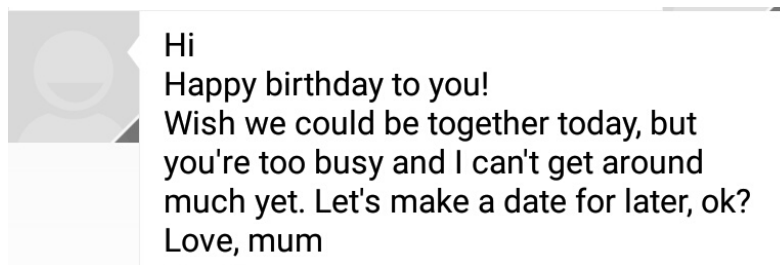 Hi
Happy birthday to you!
Wish we could be together today, but
you're too busy and I can't get around
much yet. Let's make a date for later, ok?
Love, mum